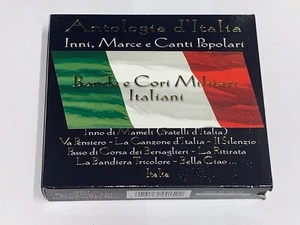 Antologia d'Italia
Inni, Marce e Canti Popolari
Bande e Cori Militari
Italiani
Inno di Mameli (Fratelli d'Italia)
Va Pensiero - La Canzone d'Italia - Il Silenzio
Passo di Corsa dei Bersaglieri - La Ritirata
La Bandiera Tricolore - Bella Ciao ...
Italia